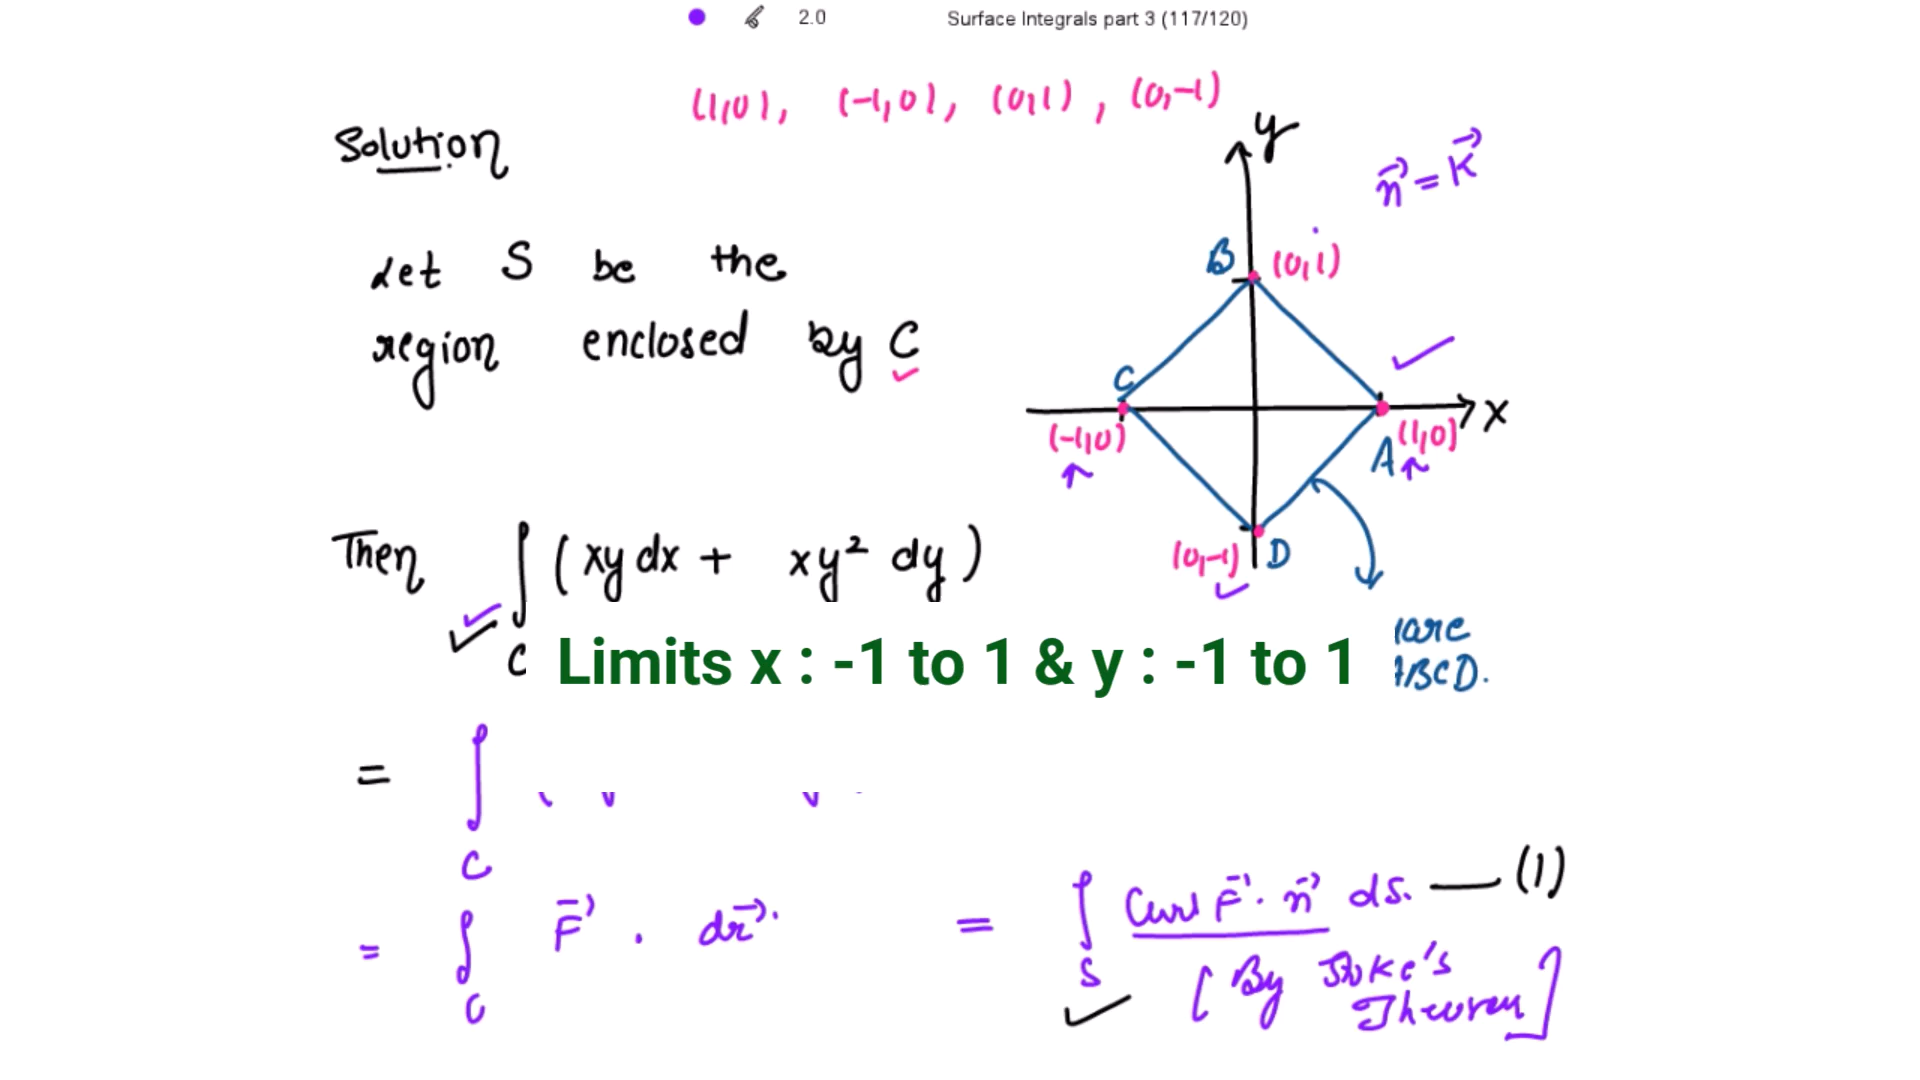 2.0 Surface Integrals part 3 (117/120)
(1,0), (-1,0), (0,1), (0,-1)
Solution
y
n⃗ = K⃗
Let S be the
B (0,1)
region enclosed by C
C
x
(-1,0)
(1,0)
A
Then ∫ (xy dx + xy² dy)
C
(0,-1) D
ABCD.
Limits x : -1 to 1 & y : -1 to 1
= ∫
C
= ∫ F⃗ . dr⃗. = ∫ Curl F⃗ . n⃗ ds. — (1)
C S
[By Stoke's
Theorem]